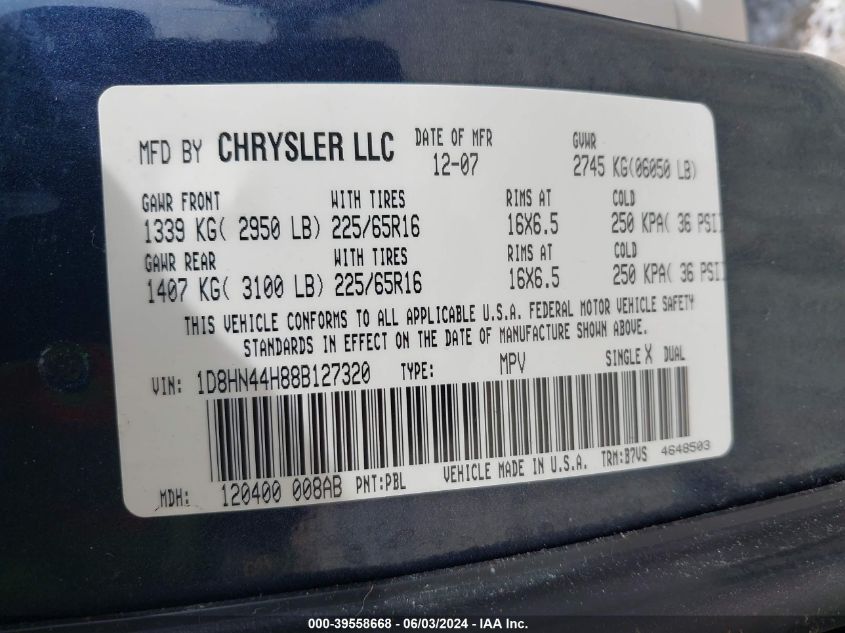 MFD BY CHRYSLER LLC DATE OF MFR GVWR
12-07 2745 KG(06050 LB)
GAWR FRONT WITH TIRES RIMS AT COLD
1339 KG( 2950 LB) 225/65R16 16X6.5 250 KPA( 36 PSI
GAWR REAR WITH TIRES RIMS AT COLD
1407 KG( 3100 LB) 225/65R16 16X6.5 250 KPA( 36 PSI
THIS VEHICLE CONFORMS TO ALL APPLICABLE U.S.A. FEDERAL MOTOR VEHICLE SAFETY
STANDARDS IN EFFECT ON THE DATE OF MANUFACTURE SHOWN ABOVE.
VIN: 1D8HN44H88B127320 TYPE: MPV SINGLE X DUAL
MDH: 120400 008AB PNT:PBL VEHICLE MADE IN U.S.A. TRM:B7VS 4648503
000-39558668 - 06/03/2024 - IAA Inc.